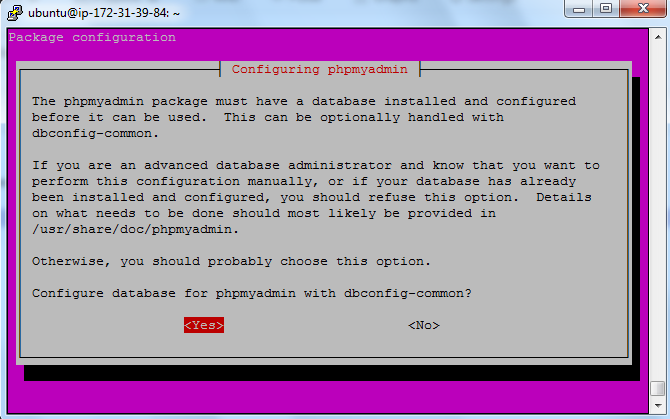 ubuntu@ip-172-31-39-84: ~
Package configuration
Configuring phpmyadmin
The phpmyadmin package must have a database installed and configured
before it can be used.  This can be optionally handled with
dbconfig-common.
If you are an advanced database administrator and know that you want to
perform this configuration manually, or if your database has already
been installed and configured, you should refuse this option.  Details
on what needs to be done should most likely be provided in
/usr/share/doc/phpmyadmin.
Otherwise, you should probably choose this option.
Configure database for phpmyadmin with dbconfig-common?
<Yes> <No>